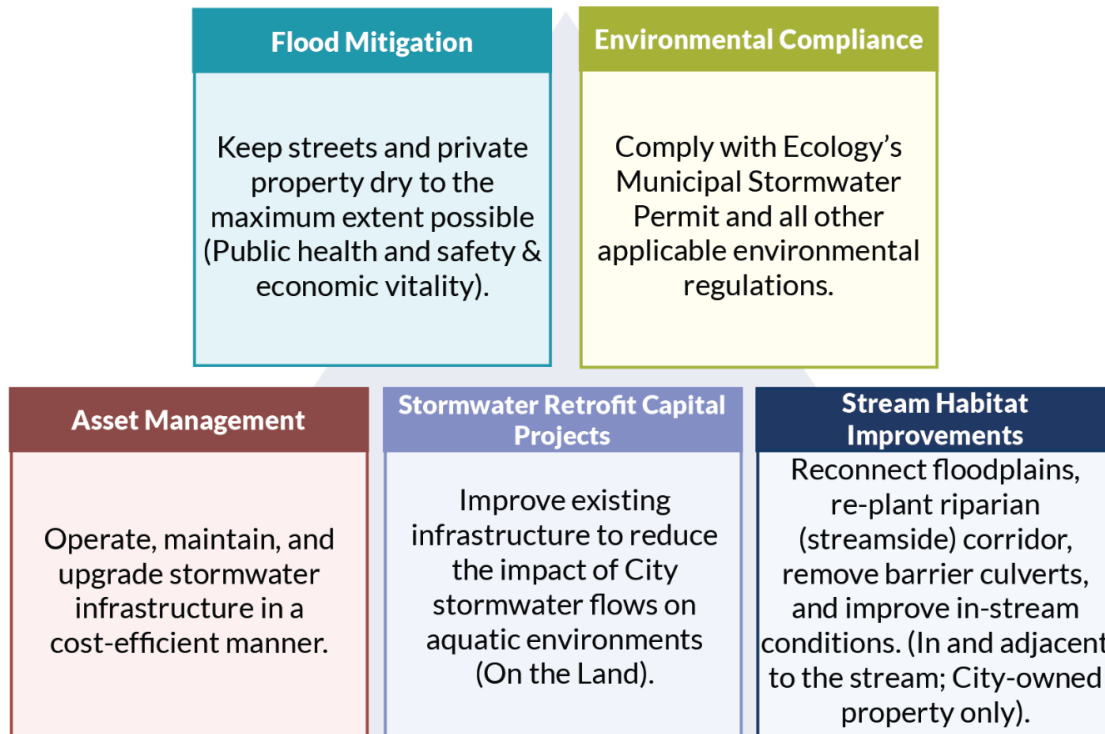 Flood Mitigation
Keep streets and private
property dry to the
maximum extent possible
(Public health and safety &
economic vitality).
Environmental Compliance
Comply with Ecology’s
Municipal Stormwater
Permit and all other
applicable environmental
regulations.
Asset Management
Operate, maintain, and
upgrade stormwater
infrastructure in a
cost-efficient manner.
Stormwater Retrofit Capital
Projects
Improve existing
infrastructure to reduce
the impact of City
stormwater flows on
aquatic environments
(On the Land).
Stream Habitat
Improvements
Reconnect floodplains,
re-plant riparian
(streamside) corridor,
remove barrier culverts,
and improve in-stream
conditions. (In and adjacent
to the stream; City-owned
property only).